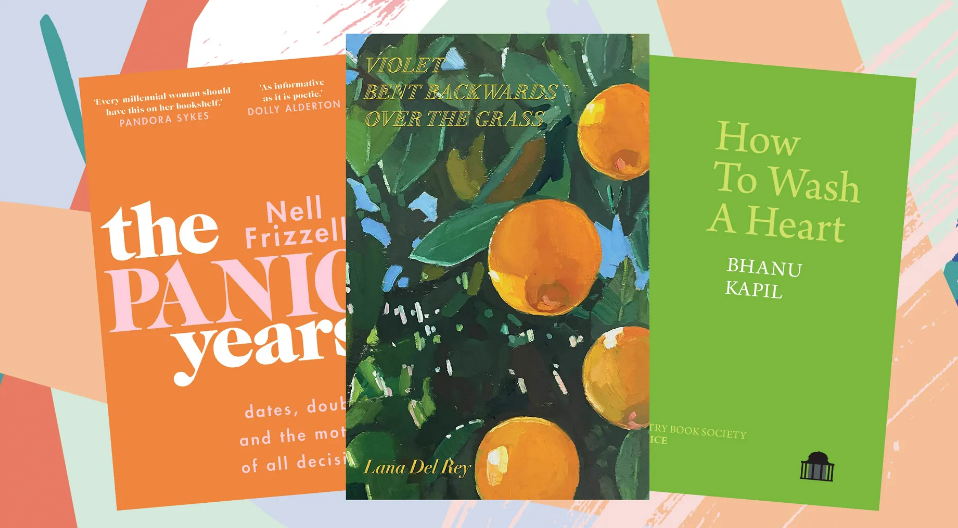 'Every millennial woman should
have this on her bookshelf.'
PANDORA SYKES
'As informative
as it is poetic.'
DOLLY ALDERTON
the
Nell
Frizzell
PANIC
years
dates, doub
and the mot
of all decisi
VIOLET
BENT BACKWARDS
OVER THE GRASS
Lana Del Rey
How
To Wash
A Heart
BHANU
KAPIL
TRY BOOK SOCIETY
ICE